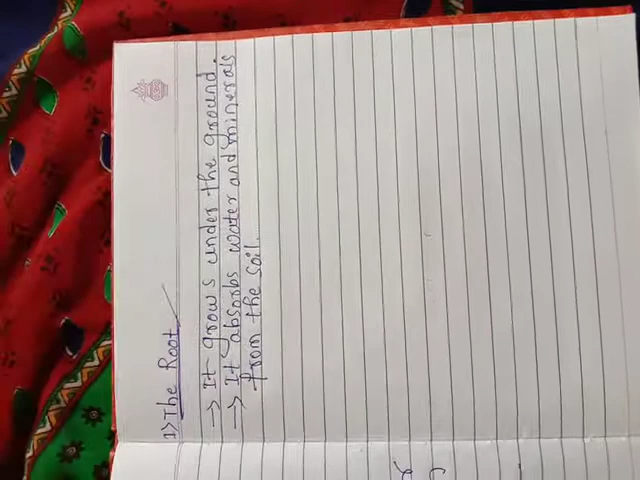 1> The Root
→ It grows under the ground.
→ It absorbs water and minerals
from the soil.